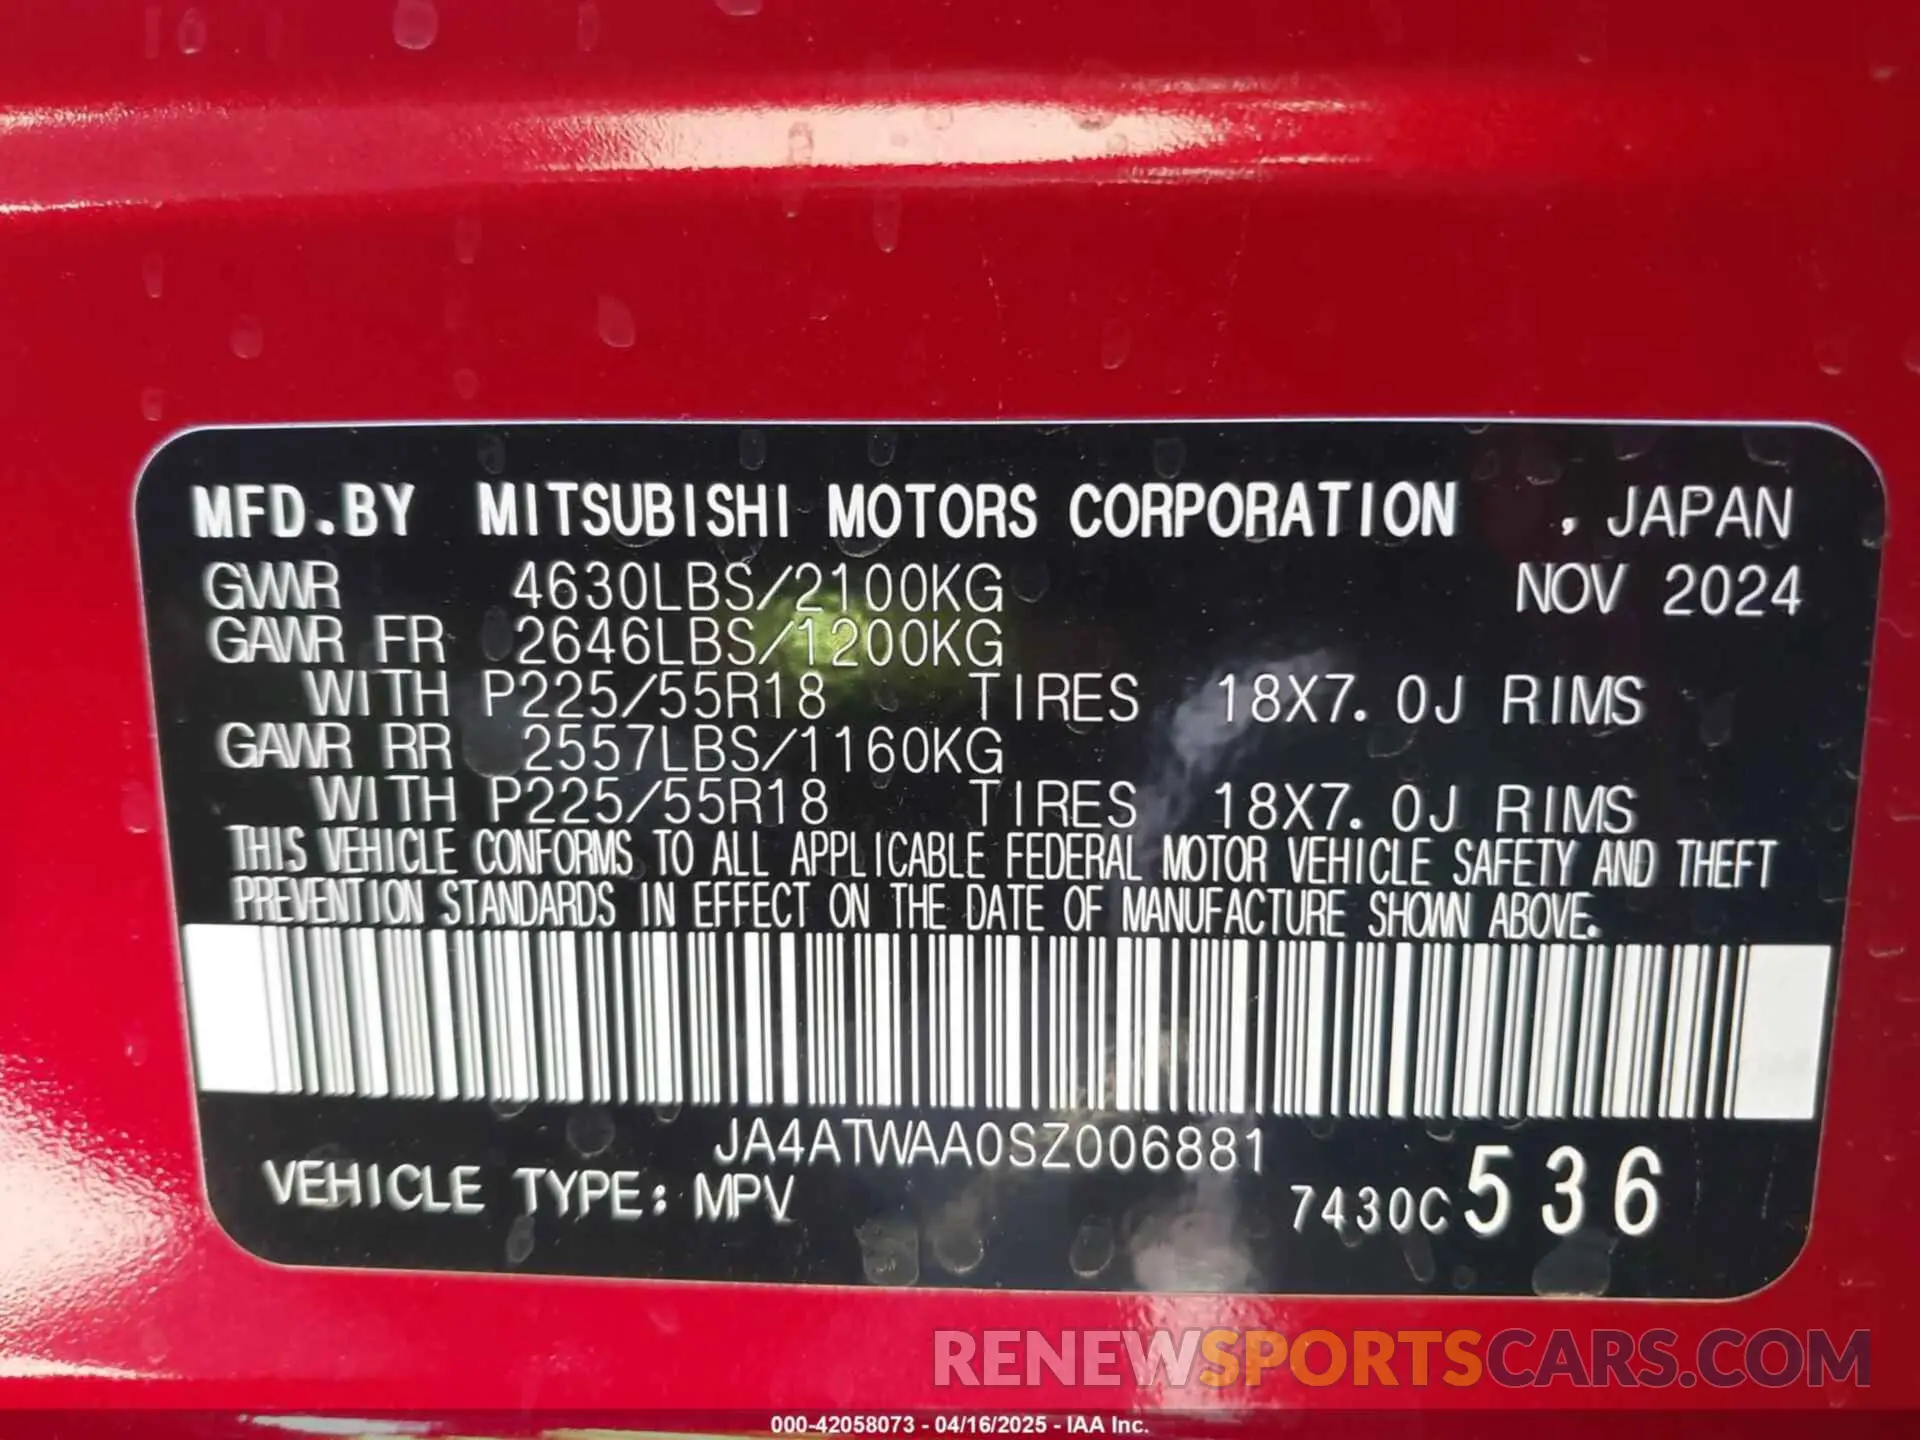 MFD.BY MITSUBISHI MOTORS CORPORATION , JAPAN
GVWR 4630LBS/2100KG NOV 2024
GAWR FR 2646LBS/1200KG
WITH P225/55R18 TIRES 18X7.0J RIMS
GAWR RR 2557LBS/1160KG
WITH P225/55R18 TIRES 18X7.0J RIMS
THIS VEHICLE CONFORMS TO ALL APPLICABLE FEDERAL MOTOR VEHICLE SAFETY AND THEFT
PREVENTION STANDARDS IN EFFECT ON THE DATE OF MANUFACTURE SHOWN ABOVE.
JA4ATWAA0SZ006881
VEHICLE TYPE: MPV 7430C 536
RENEWSPORTSCARS.COM
000-42058073 - 04/16/2025 - IAA Inc.